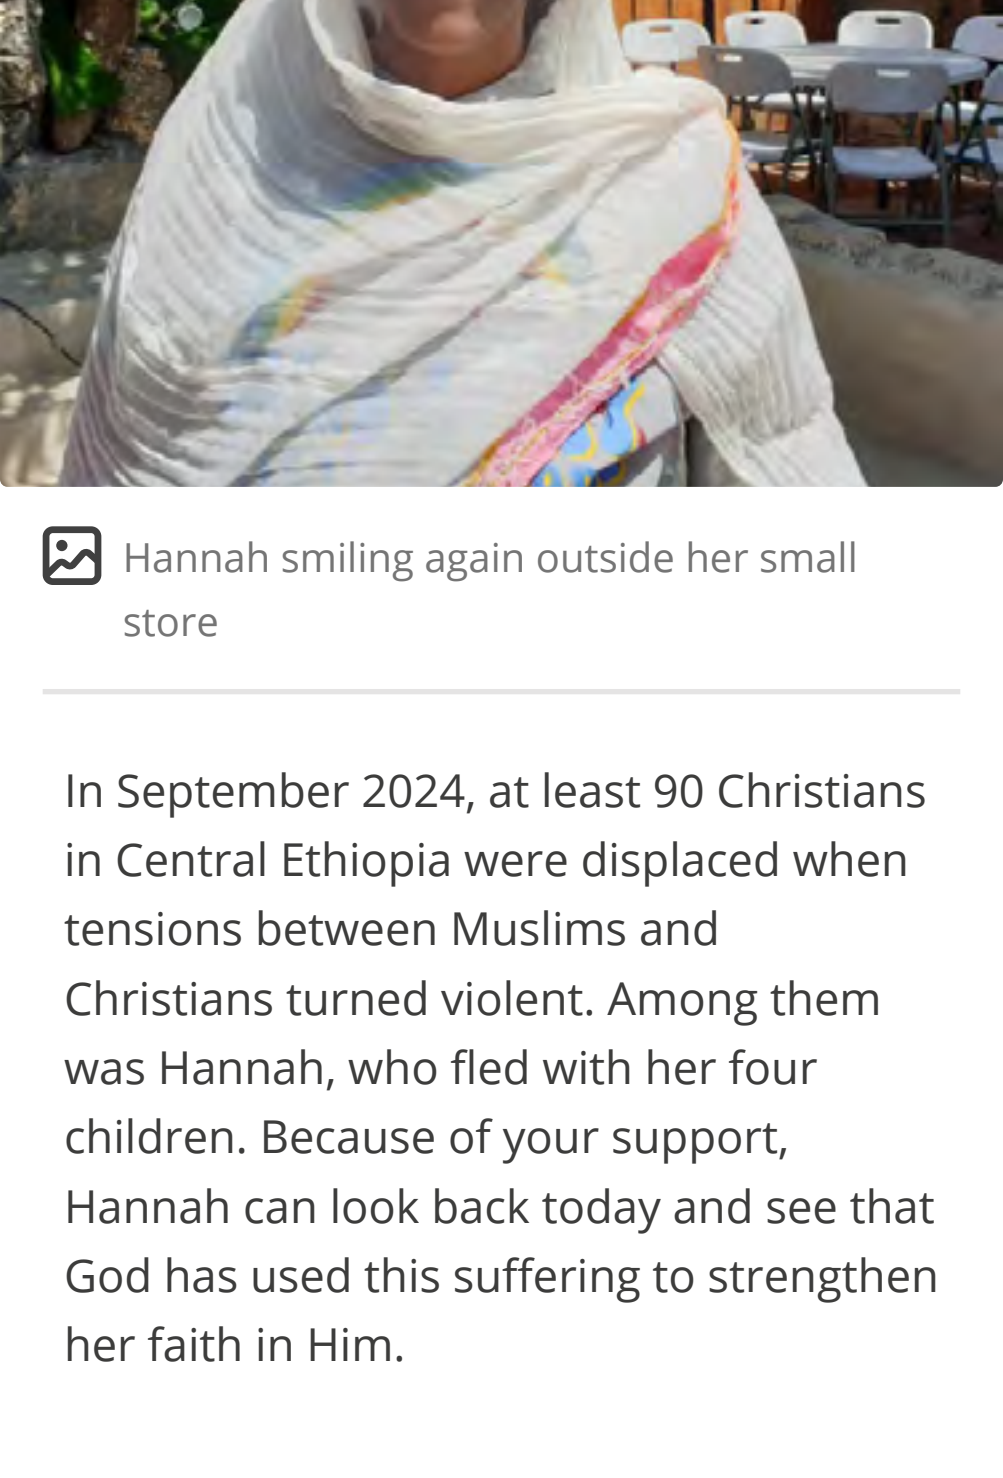 Hannah smiling again outside her small
store
In September 2024, at least 90 Christians
in Central Ethiopia were displaced when
tensions between Muslims and
Christians turned violent. Among them
was Hannah, who fled with her four
children. Because of your support,
Hannah can look back today and see that
God has used this suffering to strengthen
her faith in Him.